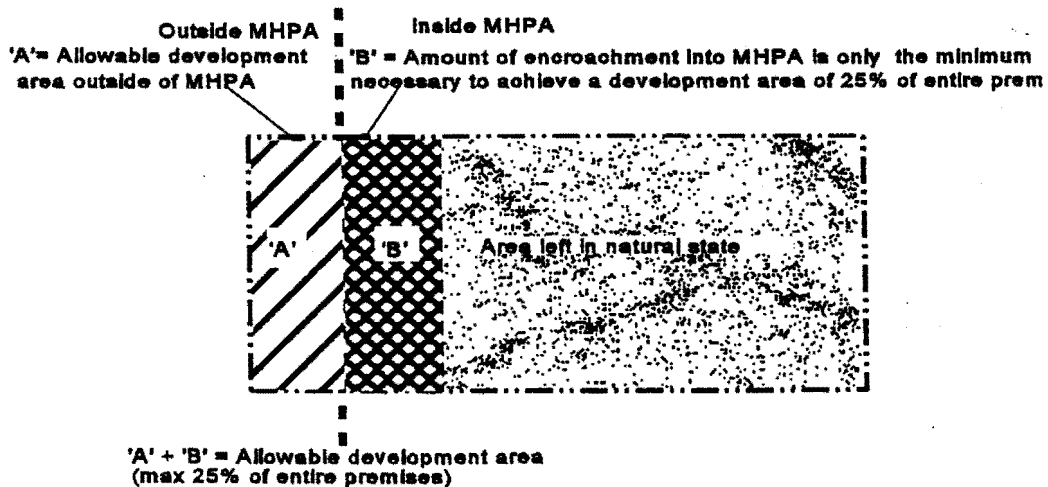 Outside MHPA
'A'= Allowable development
area outside of MHPA
Inside MHPA
'B' = Amount of encroachment into MHPA is only the minimum
necessary to achieve a development area of 25% of entire prem
'A'
'B'
Area left in natural state
'A' + 'B' = Allowable development area
(max 25% of entire premises)